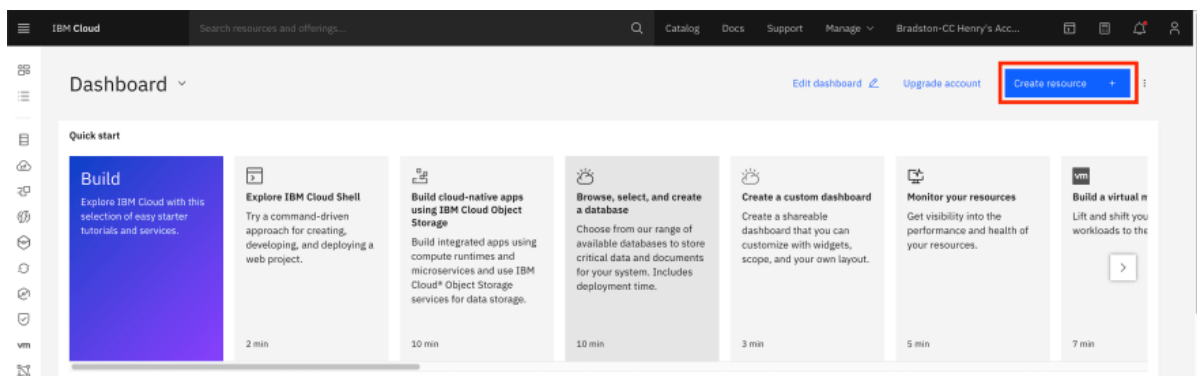 IBM Cloud
Search resources and offerings...
Catalog
Docs
Support
Manage
Bradston-CC Henry's Acc...
Dashboard
Edit dashboard
Upgrade account
Create resource +
Quick start
Build
Explore IBM Cloud with this
selection of easy starter
tutorials and services.
Explore IBM Cloud Shell
Try a command-driven
approach for creating,
developing, and deploying a
web project.
2 min
Build cloud-native apps
using IBM Cloud Object
Storage
Build integrated apps using
compute runtimes and
microservices and use IBM
Cloud® Object Storage
services for data storage.
10 min
Browse, select, and create
a database
Choose from our range of
available databases to store
critical data and documents
for your system. Includes
deployment time.
10 min
Create a custom dashboard
Create a shareable
dashboard that you can
customize with widgets,
scope, and your own layout.
3 min
Monitor your resources
Get visibility into the
performance and health of
your resources.
5 min
vm
Build a virtual m
Lift and shift you
workloads to the
7 min
vm